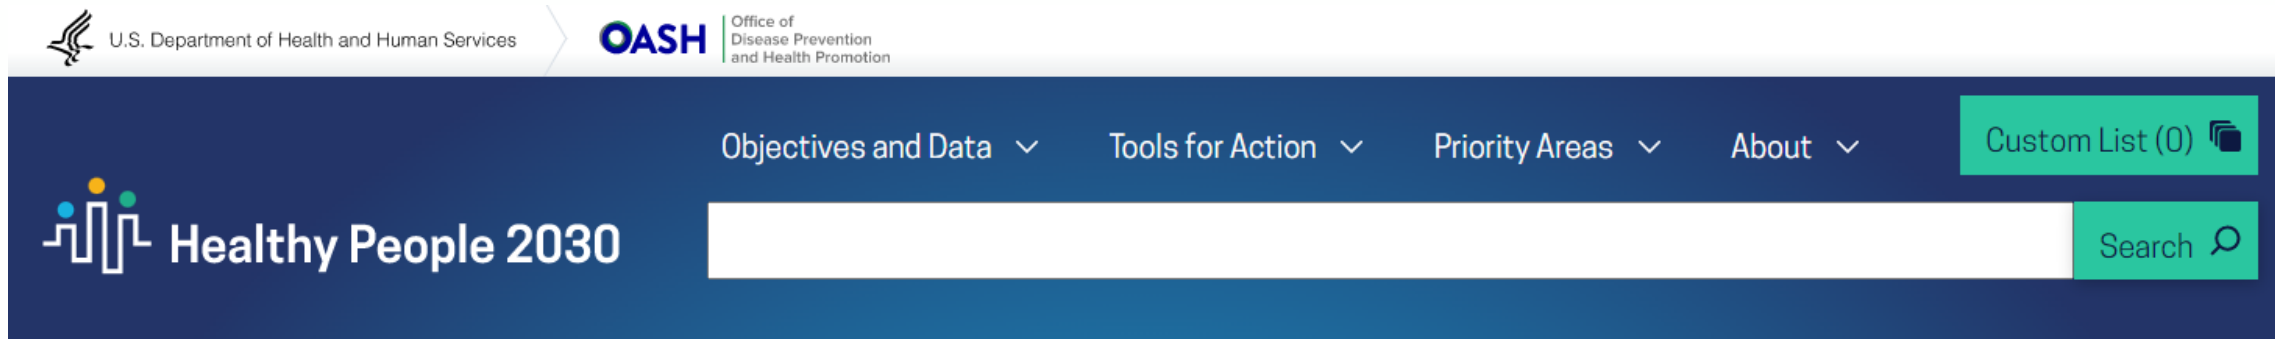 U.S. Department of Health and Human Services
OASH
Office of
Disease Prevention
and Health Promotion
Objectives and Data
Tools for Action
Priority Areas
About
Custom List (0)
Healthy People 2030
Search